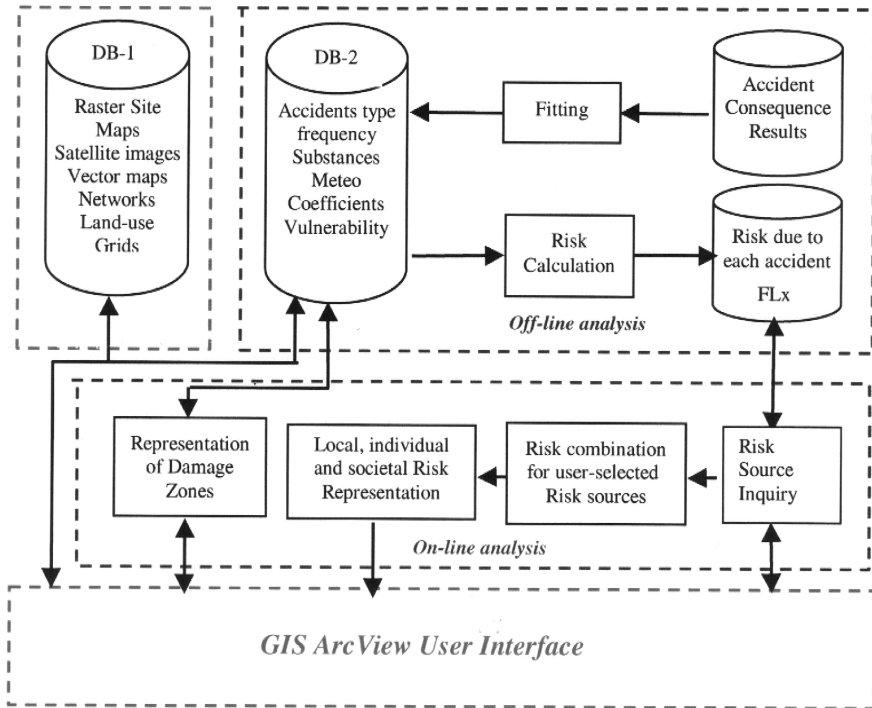 DB-1
Raster Site
Maps
Satellite images
Vector maps
Networks
Land-use
Grids
DB-2
Accidents type
frequency
Substances
Meteo
Coefficients
Vulnerability
Fitting
Accident
Consequence
Results
Risk
Calculation
Risk due to
each accident
FLx
Off-line analysis
Representation
of Damage
Zones
Local, individual
and societal Risk
Representation
Risk combination
for user-selected
Risk sources
Risk
Source
Inquiry
On-line analysis
GIS ArcView User Interface